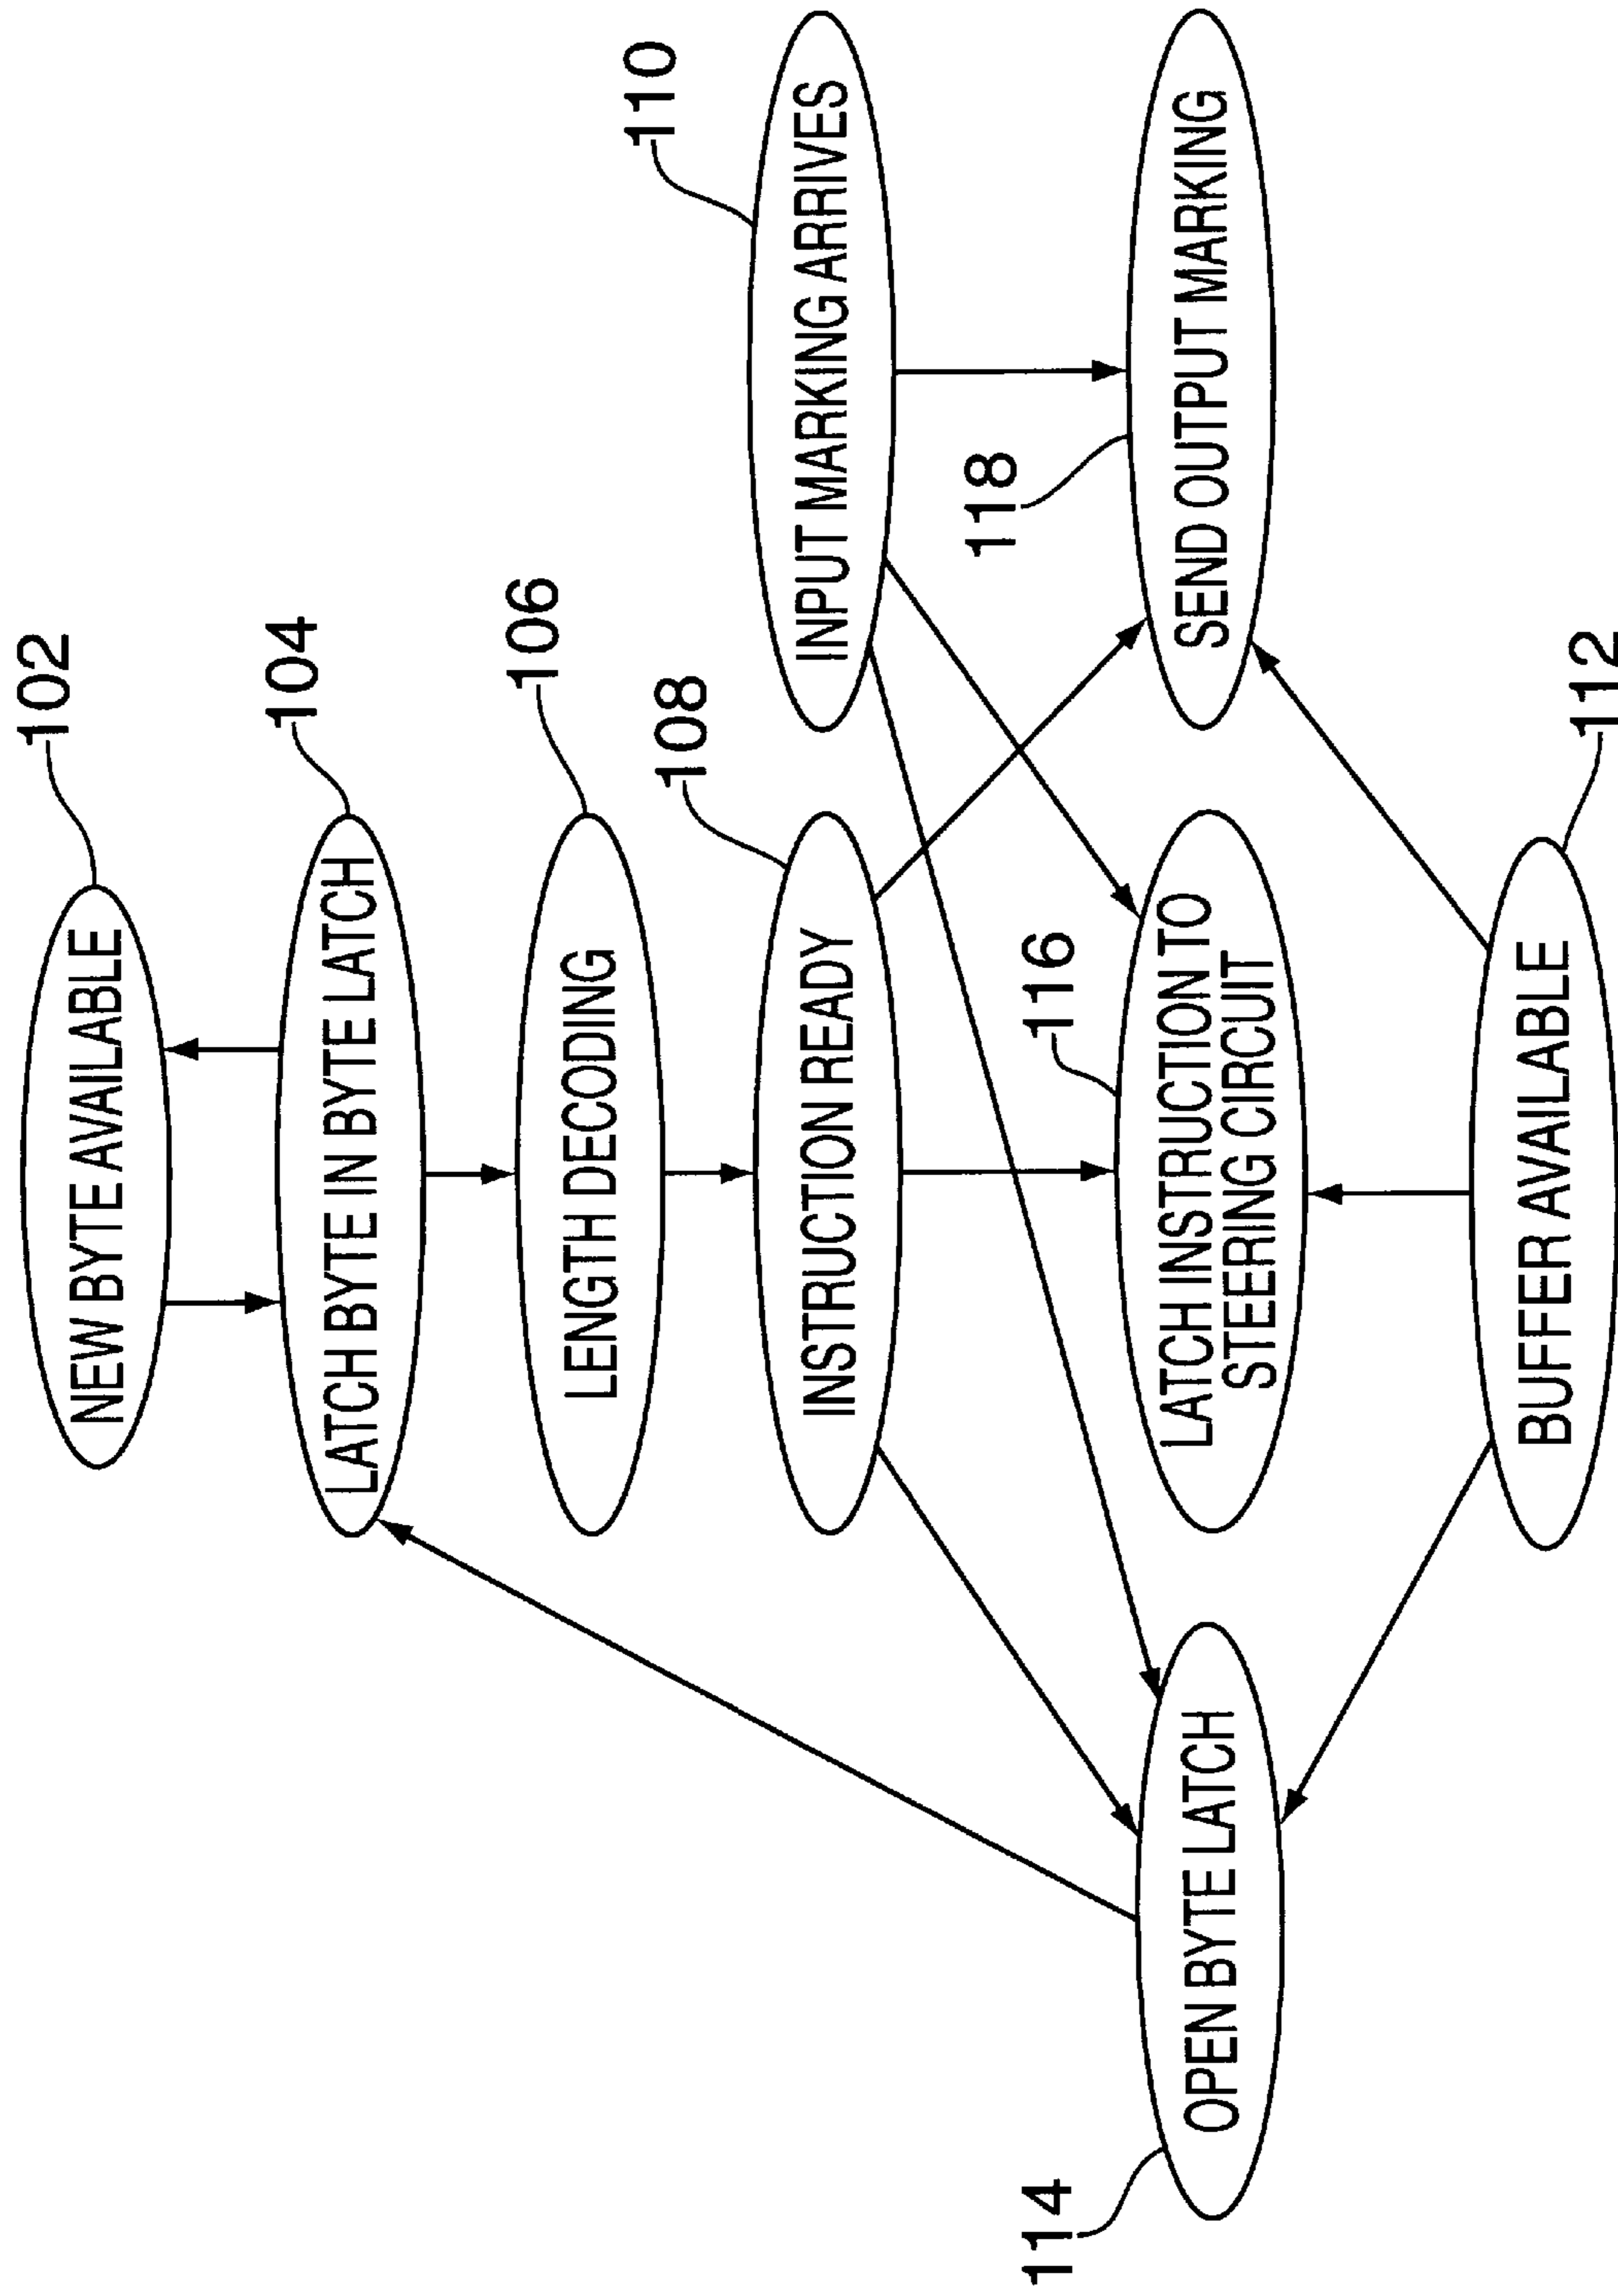 102
NEW BYTE AVAILABLE
104
LATCH BYTE IN BYTE LATCH
106
LENGTH DECODING
108
INSTRUCTION READY
110
INPUT MARKING ARRIVES
114
OPEN BYTE LATCH
116
LATCH INSTRUCTION TO
STEERING CIRCUIT
118
SEND OUTPUT MARKING
BUFFER AVAILABLE
112